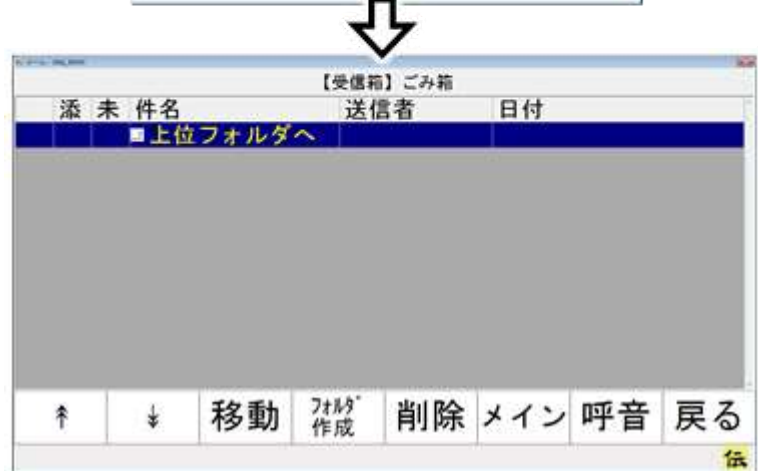 【受信箱】ごみ箱
添 未 件名 送信者 日付
上位フォルダへ
↟ ↡ 移動 ﾌｫﾙﾀﾞ作成 削除 メイン 呼音 戻る
伝